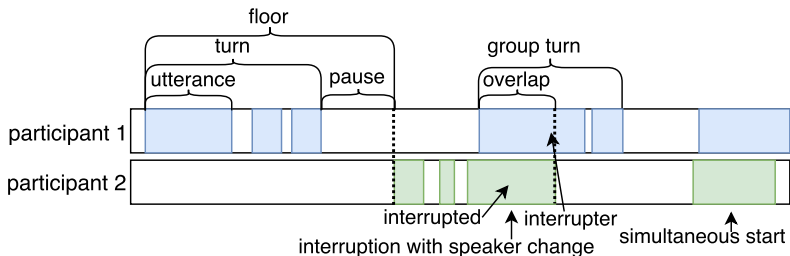 floor
turn
group turn
utterance
pause
overlap
participant 1
participant 2
interrupted
interrupter
interruption with speaker change
simultaneous start